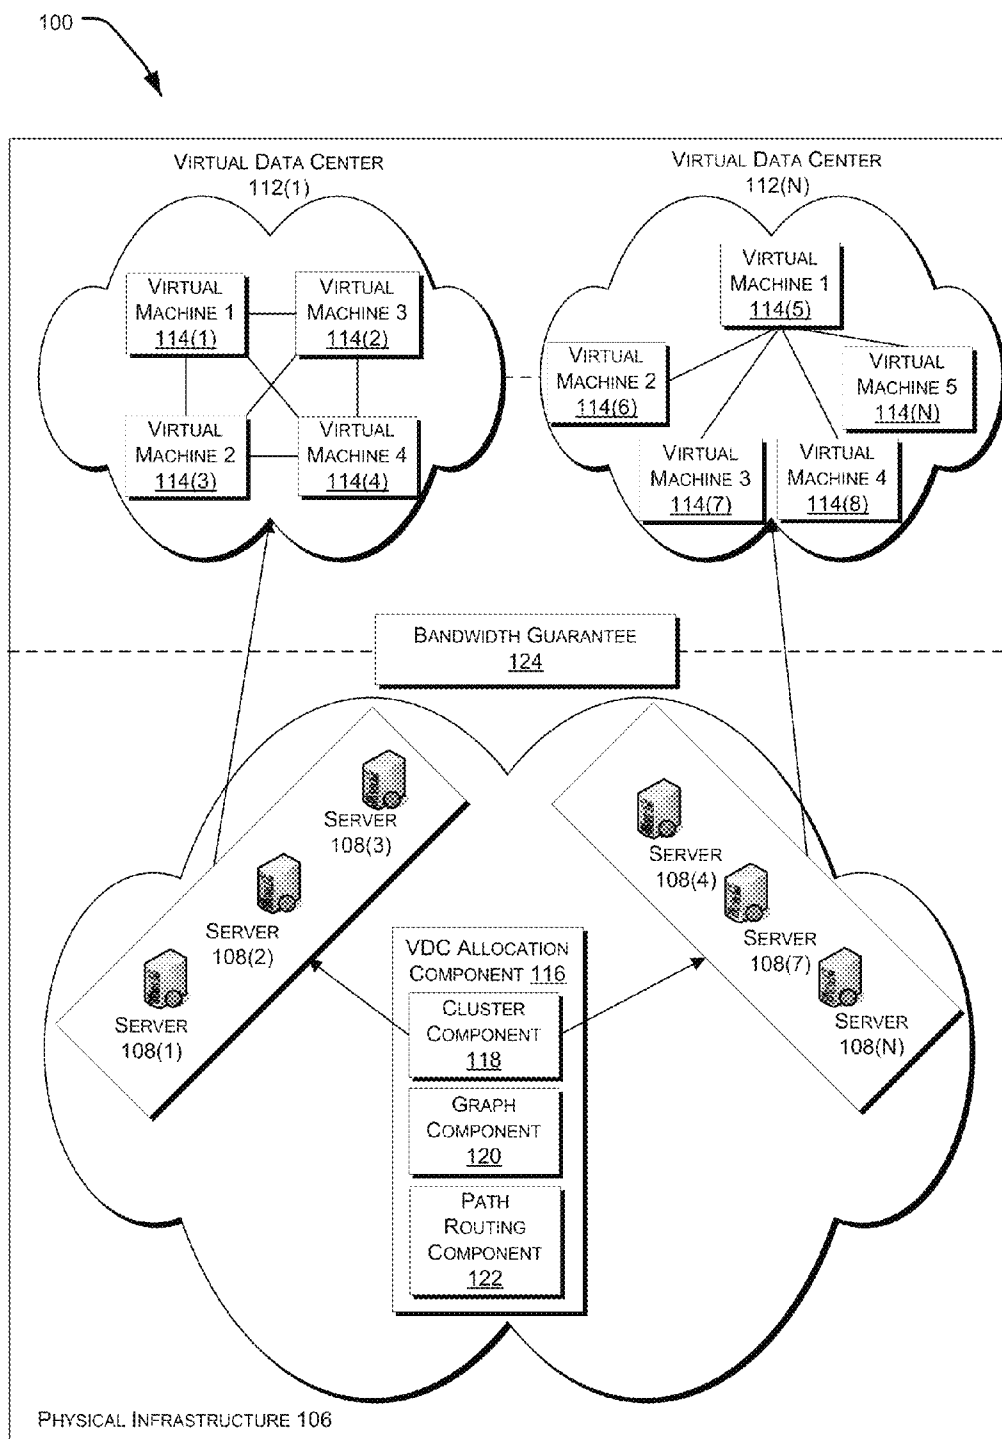 100
VIRTUAL DATA CENTER
112(1)
VIRTUAL DATA CENTER
112(N)
VIRTUAL
MACHINE 1
114(1)
VIRTUAL
MACHINE 3
114(2)
VIRTUAL
MACHINE 2
114(3)
VIRTUAL
MACHINE 4
114(4)
VIRTUAL
MACHINE 1
114(5)
VIRTUAL
MACHINE 2
114(6)
VIRTUAL
MACHINE 5
114(N)
VIRTUAL
MACHINE 3
114(7)
VIRTUAL
MACHINE 4
114(8)
BANDWIDTH GUARANTEE
124
SERVER
108(3)
SERVER
108(2)
SERVER
108(1)
SERVER
108(4)
SERVER
108(7)
SERVER
108(N)
VDC ALLOCATION
COMPONENT 116
CLUSTER
COMPONENT
118
GRAPH
COMPONENT
120
PATH
ROUTING
COMPONENT
122
PHYSICAL INFRASTRUCTURE 106